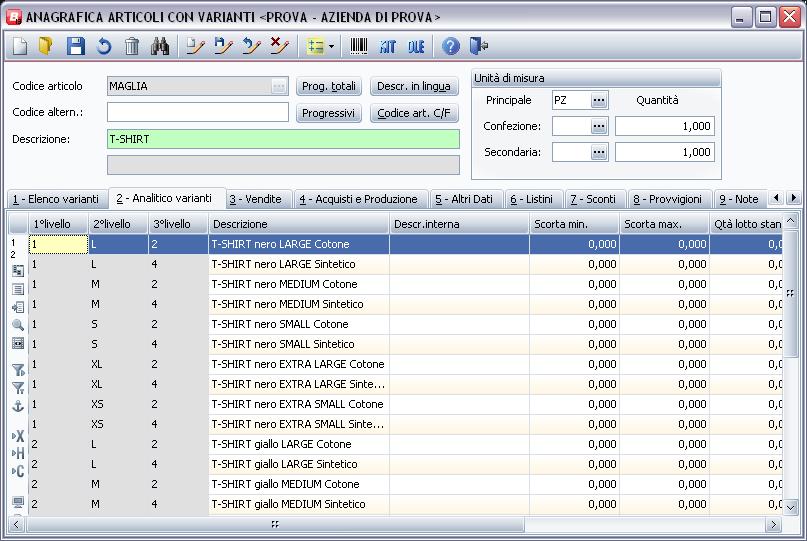 ANAGRAFICA ARTICOLI CON VARIANTI <PROVA - AZIENDA DI PROVA>
KIT DLE
Codice articolo MAGLIA ... Prog. totali Descr. in lingua
Codice altern.: Progressivi Codice art. C/F
Descrizione: T-SHIRT
Unità di misura
Principale PZ ... Quantità
Confezione: ... 1,000
Secondaria: ... 1,000
1 - Elenco varianti 2 - Analitico varianti 3 - Vendite 4 - Acquisti e Produzione 5 - Altri Dati 6 - Listini 7 - Sconti 8 - Provvigioni 9 - Note
1°livello 2°livello 3°livello Descrizione Descr.interna Scorta min. Scorta max. Qtà lotto stan
1 L 2 T-SHIRT nero LARGE Cotone 0,000 0,000 0,0
1 L 4 T-SHIRT nero LARGE Sintetico 0,000 0,000 0,0
1 M 2 T-SHIRT nero MEDIUM Cotone 0,000 0,000 0,0
1 M 4 T-SHIRT nero MEDIUM Sintetico 0,000 0,000 0,0
1 S 2 T-SHIRT nero SMALL Cotone 0,000 0,000 0,0
1 S 4 T-SHIRT nero SMALL Sintetico 0,000 0,000 0,0
1 XL 2 T-SHIRT nero EXTRA LARGE Cotone 0,000 0,000 0,0
1 XL 4 T-SHIRT nero EXTRA LARGE Sinte... 0,000 0,000 0,0
1 XS 2 T-SHIRT nero EXTRA SMALL Cotone 0,000 0,000 0,0
1 XS 4 T-SHIRT nero EXTRA SMALL Sinte... 0,000 0,000 0,0
2 L 2 T-SHIRT giallo LARGE Cotone 0,000 0,000 0,0
2 L 4 T-SHIRT giallo LARGE Sintetico 0,000 0,000 0,0
2 M 2 T-SHIRT giallo MEDIUM Cotone 0,000 0,000 0,0
2 M 4 T-SHIRT giallo MEDIUM Sintetico 0,000 0,000 0,0
1
2
X
H
C